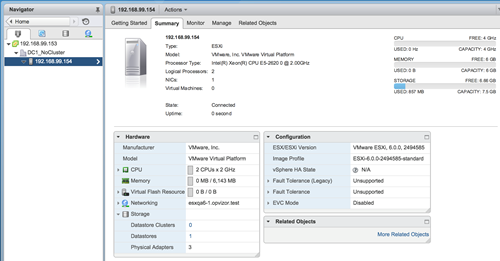 Navigator
Home
192.168.99.153
DC1_NoCluster
192.168.99.154
192.168.99.154 Actions
Getting Started Summary Monitor Manage Related Objects
192.168.99.154
Type: ESXi
Model: VMware, Inc. VMware Virtual Platform
Processor Type: Intel(R) Xeon(R) CPU E5-2620 0 @ 2.00GHz
Logical Processors: 2
NICs: 1
Virtual Machines: 0
State: Connected
Uptime: 0 second
CPU FREE: 4 GHz
USED: 0 Hz CAPACITY: 4 GHz
MEMORY FREE: 6 GB
USED: 0 B CAPACITY: 6 GB
STORAGE FREE: 6.66 GB
USED: 857 MB CAPACITY: 7.5 GB
Hardware
Manufacturer VMware, Inc.
Model VMware Virtual Platform
CPU 2 CPUs x 2 GHz
Memory 0 MB / 6,143 MB
Virtual Flash Resource 0 B / 0 B
Networking esxqa6-1.opvizor.test
Storage
Datastore Clusters 0
Datastores 1
Physical Adapters 3
Configuration
ESX/ESXi Version VMware ESXi, 6.0.0, 2494585
Image Profile ESXi-6.0.0-2494585-standard
vSphere HA State N/A
Fault Tolerance (Legacy) Unsupported
Fault Tolerance Unsupported
EVC Mode Disabled
Related Objects
More Related Objects